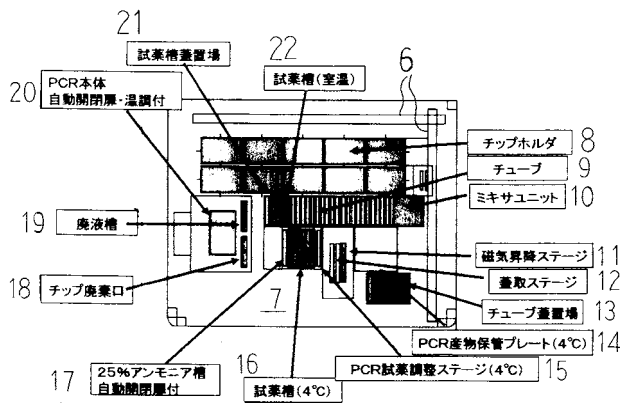 21
試薬槽蓋置場
22
試薬槽(室温)
6
20
PCR本体
自動開閉扉・温調付
チップホルダ
8
チューブ
9
ミキサユニット
10
19
廃液槽
磁気昇降ステージ
11
蓋取ステージ
12
18
チップ廃棄口
チューブ蓋置場
13
7
PCR産物保管プレート(4℃)
14
17
25%アンモニア槽
自動開閉扉付
16
試薬槽(4℃)
PCR試薬調整ステージ(4℃)
15